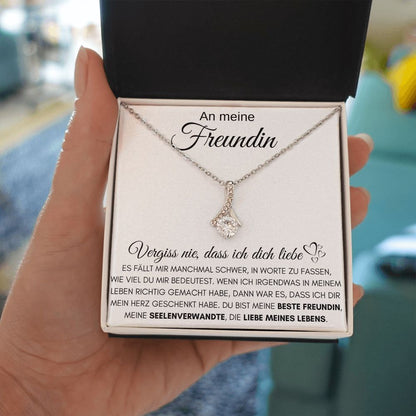 An meine
Freundin
Vergiss nie, dass ich dich liebe
ES FÄLLT MIR MANCHMAL SCHWER, IN WORTE ZU FASSEN,
WIE VIEL DU MIR BEDEUTEST. WENN ICH IRGENDWAS IN MEINEM
LEBEN RICHTIG GEMACHT HABE, DANN WAR ES, DASS ICH DIR
MEIN HERZ GESCHENKT HABE. DU BIST MEINE BESTE FREUNDIN,
MEINE SEELENVERWANDTE, DIE LIEBE MEINES LEBENS.